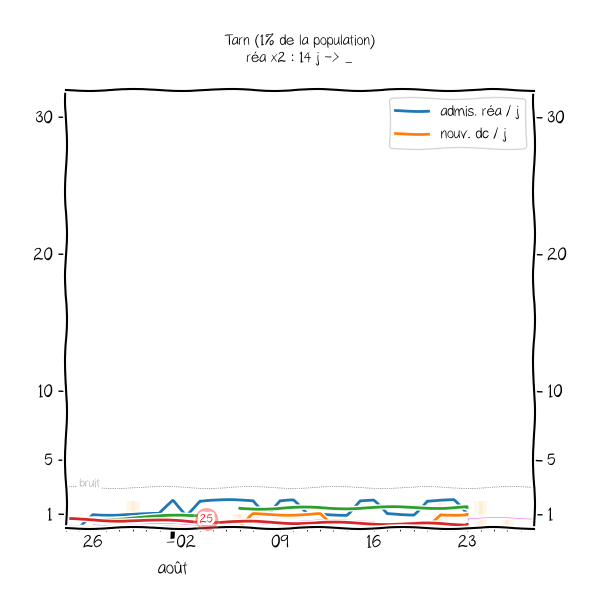 Tarn (1% de la population)
réa x2 : 14 j -> _
admis. réa / j
nouv. dc / j
30
30
20
20
10
10
5
5
bruit
1
1
25
26
02
09
16
23
août